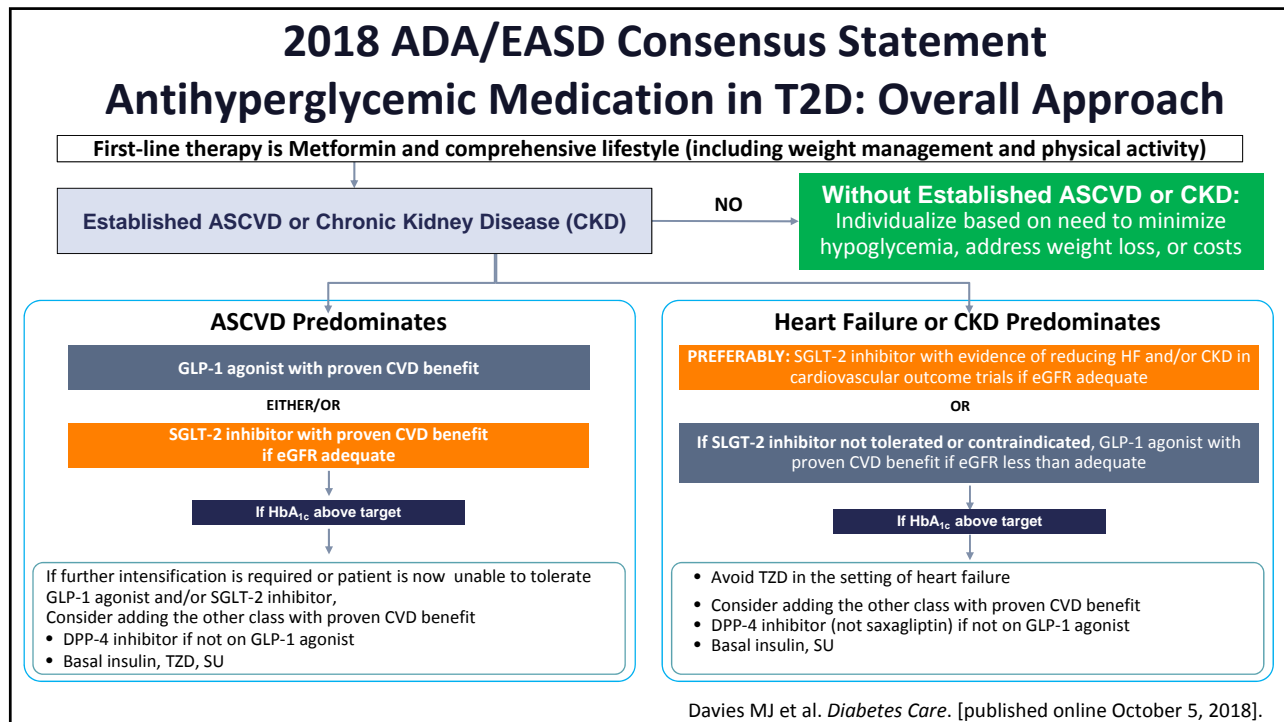 2018 ADA/EASD Consensus Statement
Antihyperglycemic Medication in T2D: Overall Approach
First-line therapy is Metformin and comprehensive lifestyle (including weight management and physical activity)
Established ASCVD or Chronic Kidney Disease (CKD)
NO
Without Established ASCVD or CKD:
Individualize based on need to minimize
hypoglycemia, address weight loss, or costs
ASCVD Predominates
GLP-1 agonist with proven CVD benefit
EITHER/OR
SGLT-2 inhibitor with proven CVD benefit
if eGFR adequate
If HbA1c above target
If further intensification is required or patient is now unable to tolerate
GLP-1 agonist and/or SGLT-2 inhibitor,
Consider adding the other class with proven CVD benefit
• DPP-4 inhibitor if not on GLP-1 agonist
• Basal insulin, TZD, SU
Heart Failure or CKD Predominates
PREFERABLY: SGLT-2 inhibitor with evidence of reducing HF and/or CKD in
cardiovascular outcome trials if eGFR adequate
OR
If SLGT-2 inhibitor not tolerated or contraindicated, GLP-1 agonist with
proven CVD benefit if eGFR less than adequate
If HbA1c above target
• Avoid TZD in the setting of heart failure
• Consider adding the other class with proven CVD benefit
• DPP-4 inhibitor (not saxagliptin) if not on GLP-1 agonist
• Basal insulin, SU
Davies MJ et al. Diabetes Care. [published online October 5, 2018].